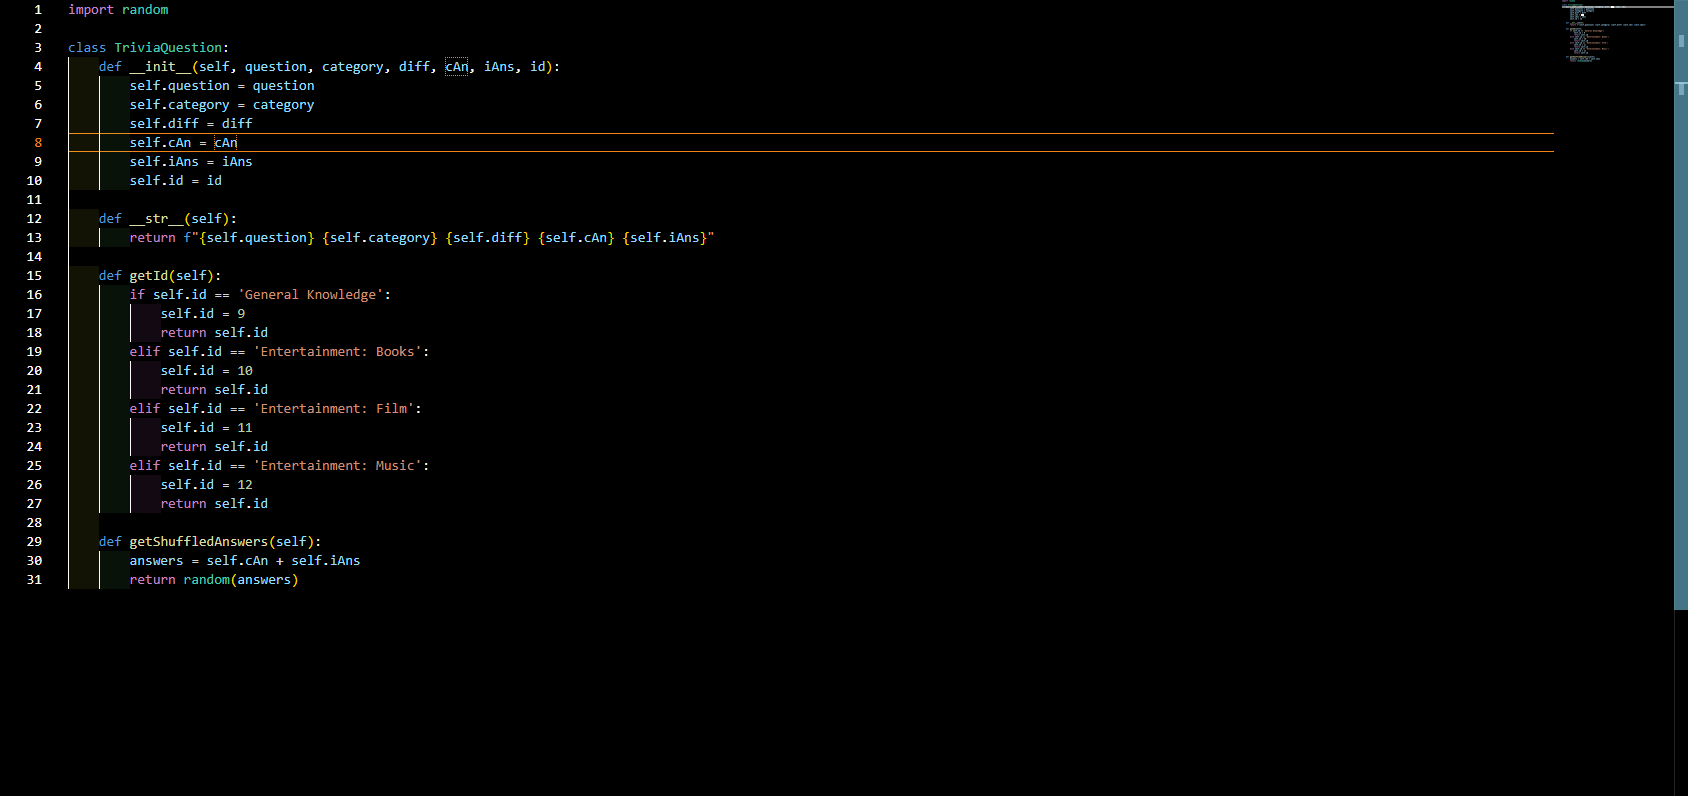 1 import random
2
3 class TriviaQuestion:
4     def __init__(self, question, category, diff, cAn, iAns, id):
5         self.question = question
6         self.category = category
7         self.diff = diff
8         self.cAn = cAn
9         self.iAns = iAns
10         self.id = id
11
12     def __str__(self):
13         return f"{self.question} {self.category} {self.diff} {self.cAn} {self.iAns}"
14
15     def getId(self):
16         if self.id == 'General Knowledge':
17             self.id = 9
18             return self.id
19         elif self.id == 'Entertainment: Books':
20             self.id = 10
21             return self.id
22         elif self.id == 'Entertainment: Film':
23             self.id = 11
24             return self.id
25         elif self.id == 'Entertainment: Music':
26             self.id = 12
27             return self.id
28
29     def getShuffledAnswers(self):
30         answers = self.cAn + self.iAns
31         return random(answers)